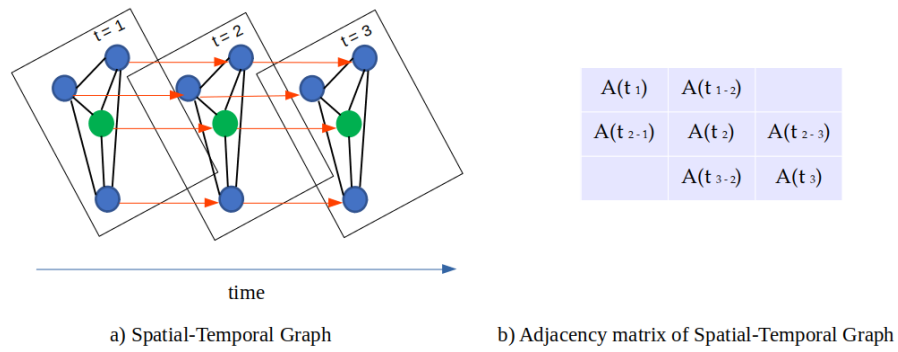 t = 1
t = 2
t = 3
time
a) Spatial-Temporal Graph
A(t 1) A(t 1 - 2)
A(t 2 - 1) A(t 2) A(t 2 - 3)
A(t 3 - 2) A(t 3)
b) Adjacency matrix of Spatial-Temporal Graph